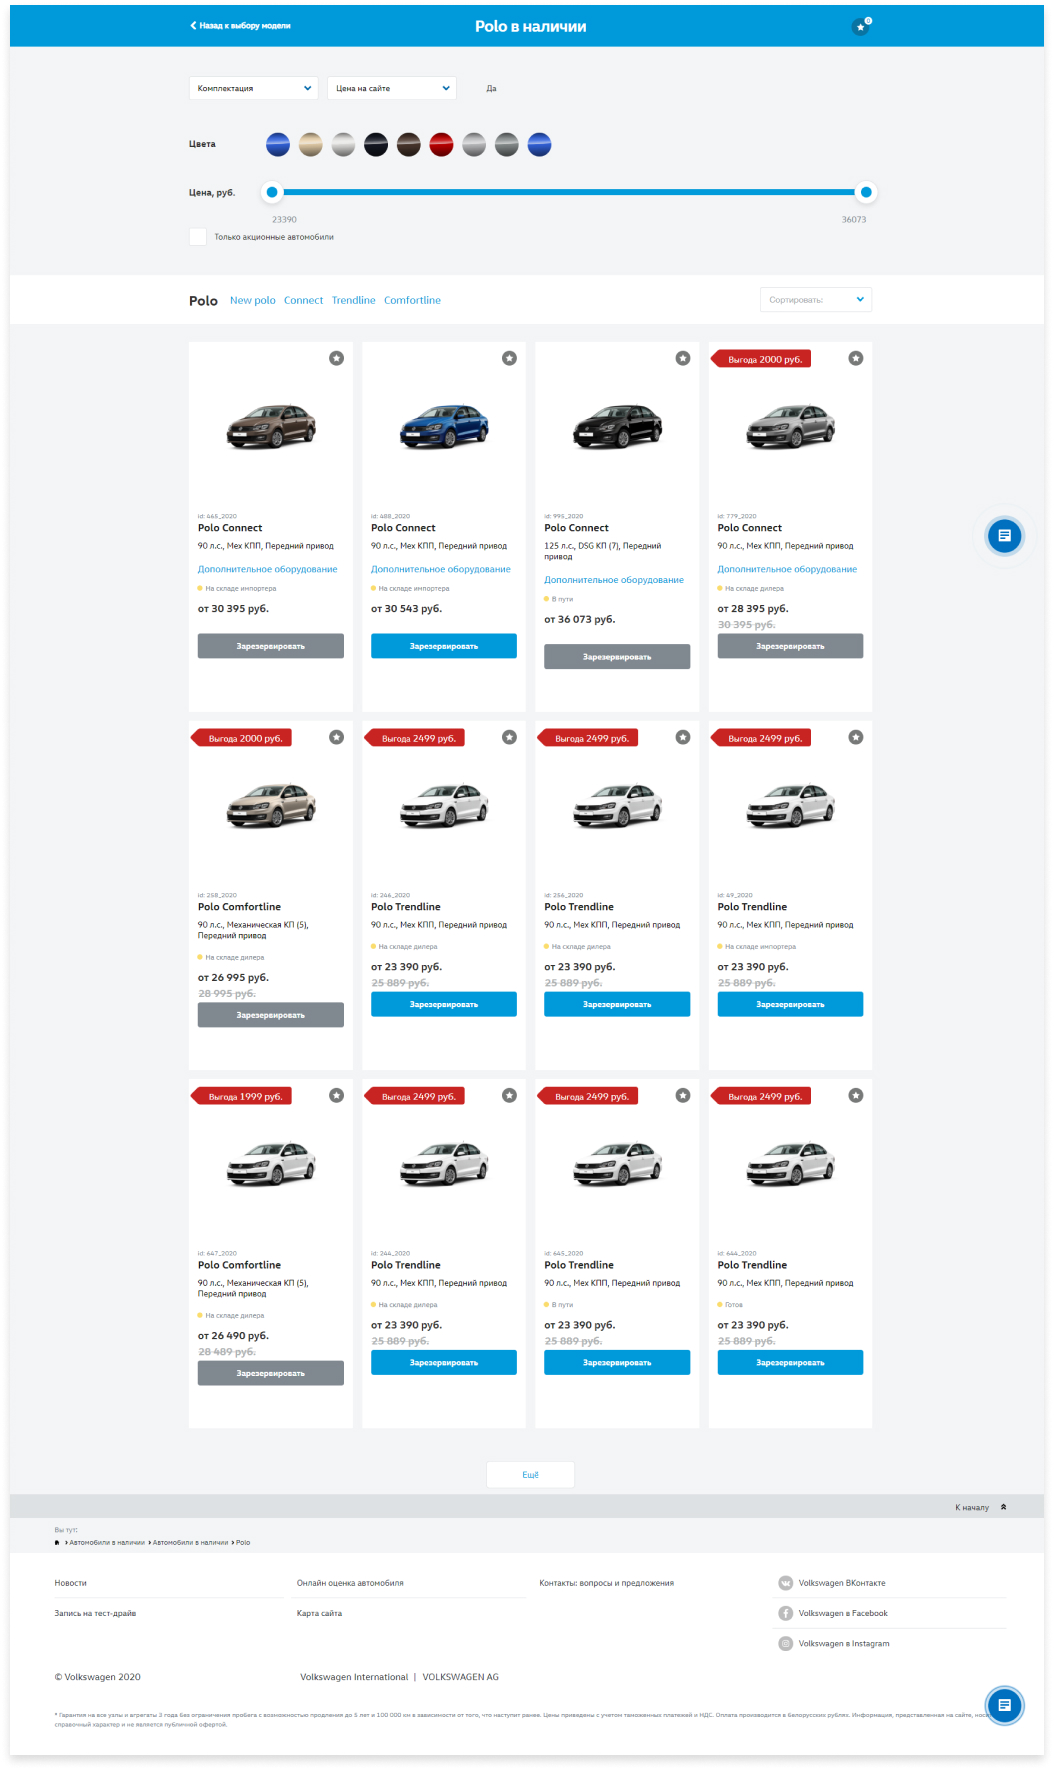 Назад к выбору модели
Polo в наличии
0
Комплектация
Цена на сайте
Да
Цвета
Цена, руб.
23390
36073
Только акционные автомобили
Polo New polo Connect Trendline Comfortline
Сортировать:
id: 465_2020
Polo Connect
90 л.с., Мех КПП, Передний привод
Дополнительное оборудование
На складе импортера
от 30 395 руб.
Зарезервировать
id: 488_2020
Polo Connect
90 л.с., Мех КПП, Передний привод
Дополнительное оборудование
На складе импортера
от 30 543 руб.
Зарезервировать
id: 995_2020
Polo Connect
125 л.с., DSG КП (7), Передний
привод
Дополнительное оборудование
В пути
от 36 073 руб.
Зарезервировать
Выгода 2000 руб.
id: 779_2020
Polo Connect
90 л.с., Мех КПП, Передний привод
Дополнительное оборудование
На складе дилера
от 28 395 руб.
30 395 руб.
Зарезервировать
Выгода 2000 руб.
id: 258_2020
Polo Comfortline
90 л.с., Механическая КП (5),
Передний привод
На складе дилера
от 26 995 руб.
28 995 руб.
Зарезервировать
Выгода 2499 руб.
id: 246_2020
Polo Trendline
90 л.с., Мех КПП, Передний привод
На складе дилера
от 23 390 руб.
25 889 руб.
Зарезервировать
Выгода 2499 руб.
id: 256_2020
Polo Trendline
90 л.с., Мех КПП, Передний привод
На складе дилера
от 23 390 руб.
25 889 руб.
Зарезервировать
Выгода 2499 руб.
id: 49_2020
Polo Trendline
90 л.с., Мех КПП, Передний привод
На складе импортера
от 23 390 руб.
25 889 руб.
Зарезервировать
Выгода 1999 руб.
id: 647_2020
Polo Comfortline
90 л.с., Механическая КП (5),
Передний привод
На складе дилера
от 26 490 руб.
28 489 руб.
Зарезервировать
Выгода 2499 руб.
id: 244_2020
Polo Trendline
90 л.с., Мех КПП, Передний привод
На складе дилера
от 23 390 руб.
25 889 руб.
Зарезервировать
Выгода 2499 руб.
id: 645_2020
Polo Trendline
90 л.с., Мех КПП, Передний привод
В пути
от 23 390 руб.
25 889 руб.
Зарезервировать
Выгода 2499 руб.
id: 644_2020
Polo Trendline
90 л.с., Мех КПП, Передний привод
Готов
от 23 390 руб.
25 889 руб.
Зарезервировать
Ещё
К началу
Вы тут:
Автомобили в наличии Автомобили в наличии Polo
Новости
Онлайн оценка автомобиля
Контакты: вопросы и предложения
Volkswagen ВКонтакте
Запись на тест-драйв
Карта сайта
Volkswagen в Facebook
Volkswagen в Instagram
© Volkswagen 2020
Volkswagen International | VOLKSWAGEN AG
* Гарантия на все узлы и агрегаты 2 года без ограничения пробега с возможностью продления до 5 лет и 100 000 км в зависимости от того, что наступит ранее. Цены приведены с учетом таможенных платежей и НДС. Оплата производится в белорусских рублях. Информация, представленная на сайте,
справочный характер и не является публичной офертой.